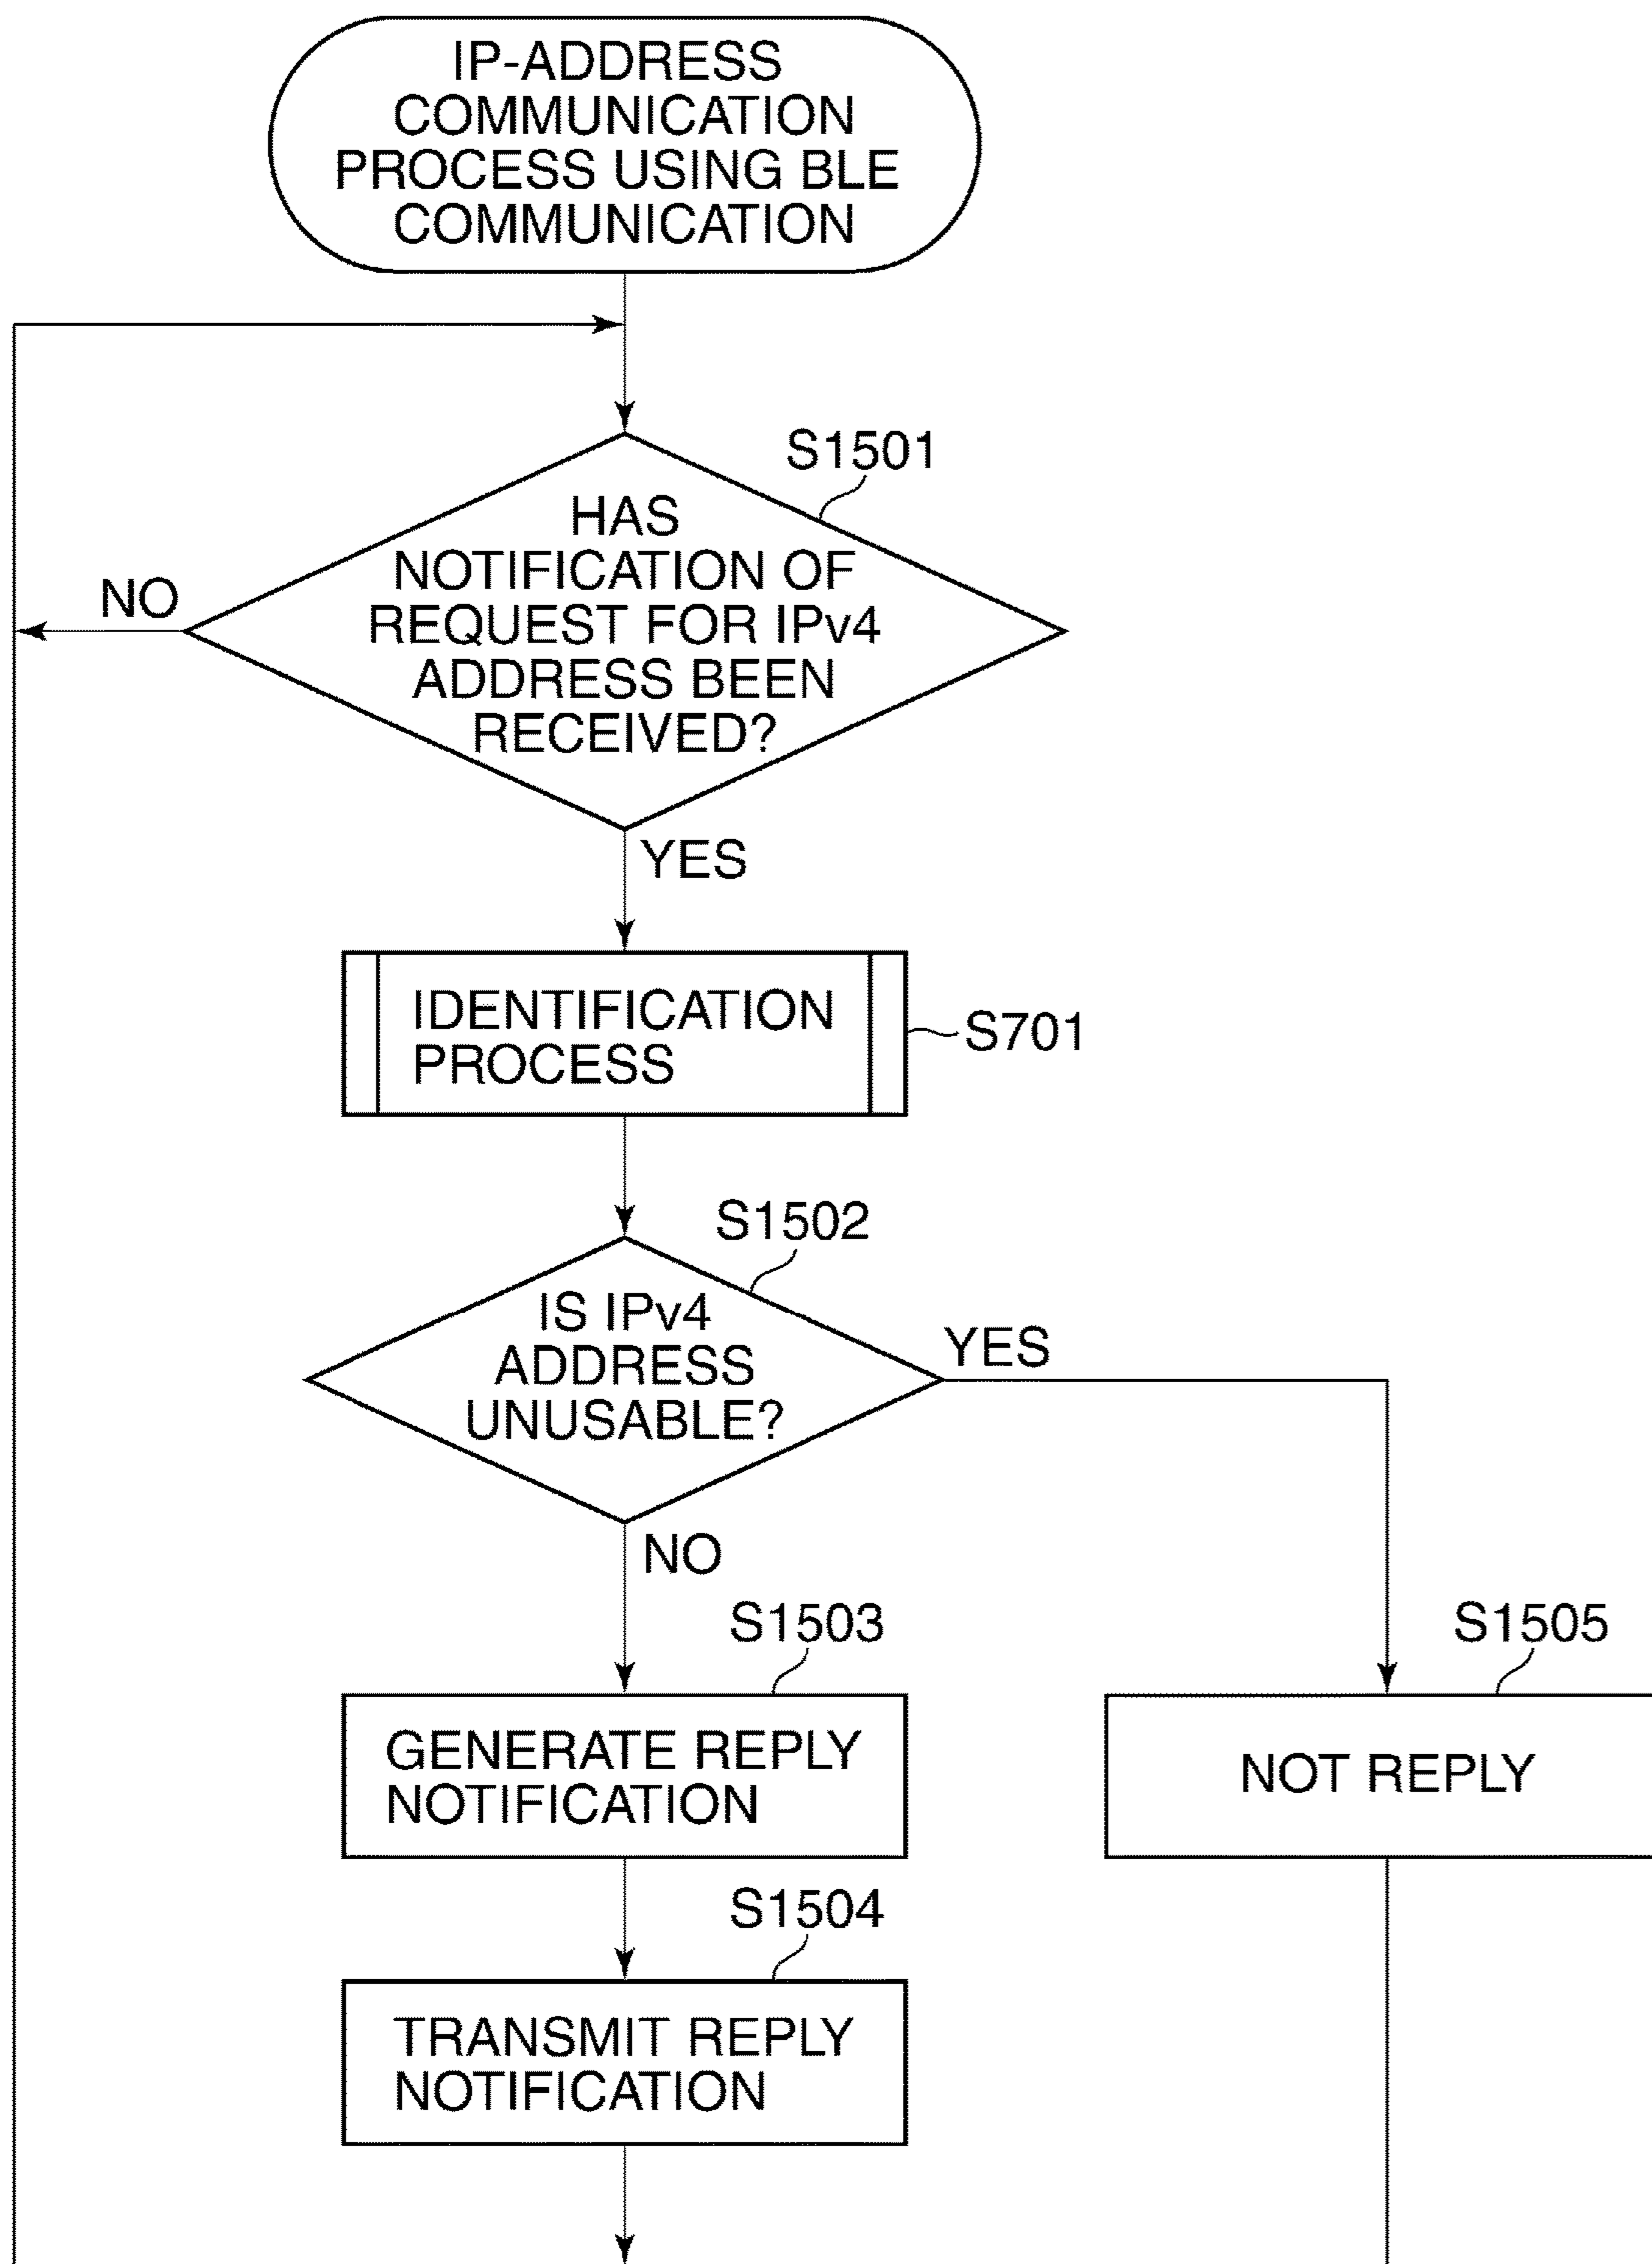 IP-ADDRESS
COMMUNICATION
PROCESS USING BLE
COMMUNICATION
S1501
HAS
NOTIFICATION OF
REQUEST FOR IPv4
ADDRESS BEEN
RECEIVED?
NO
YES
IDENTIFICATION
PROCESS
S701
S1502
IS IPv4
ADDRESS
UNUSABLE?
YES
NO
S1503
GENERATE REPLY
NOTIFICATION
S1505
NOT REPLY
S1504
TRANSMIT REPLY
NOTIFICATION